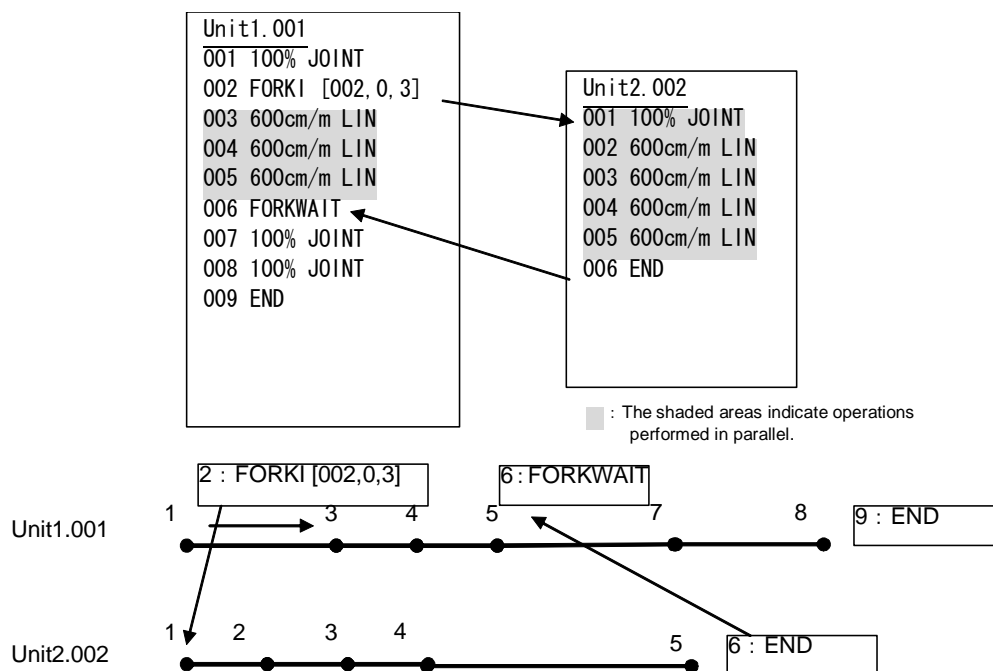 Unit1.001
001 100% JOINT
002 FORKI [002,0,3]
003 600cm/m LIN
004 600cm/m LIN
005 600cm/m LIN
006 FORKWAIT
007 100% JOINT
008 100% JOINT
009 END
Unit2.002
001 100% JOINT
002 600cm/m LIN
003 600cm/m LIN
004 600cm/m LIN
005 600cm/m LIN
006 END
: The shaded areas indicate operations
performed in parallel.
2 : FORKI [002,0,3]
6 : FORKWAIT
Unit1.001
1 3 4 5 7 8
9 : END
Unit2.002
1 2 3 4 5
6 : END